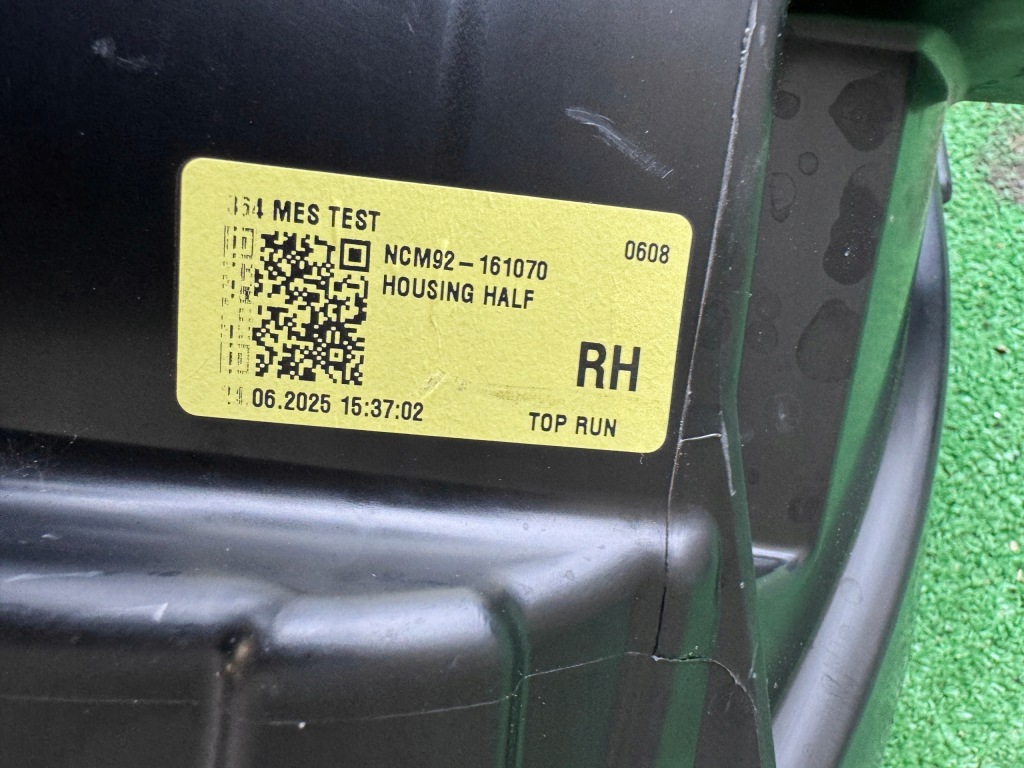 MES TEST
0608
NCM92-161070
HOUSING HALF
RH
.06.2025 15:37:02
TOP RUN